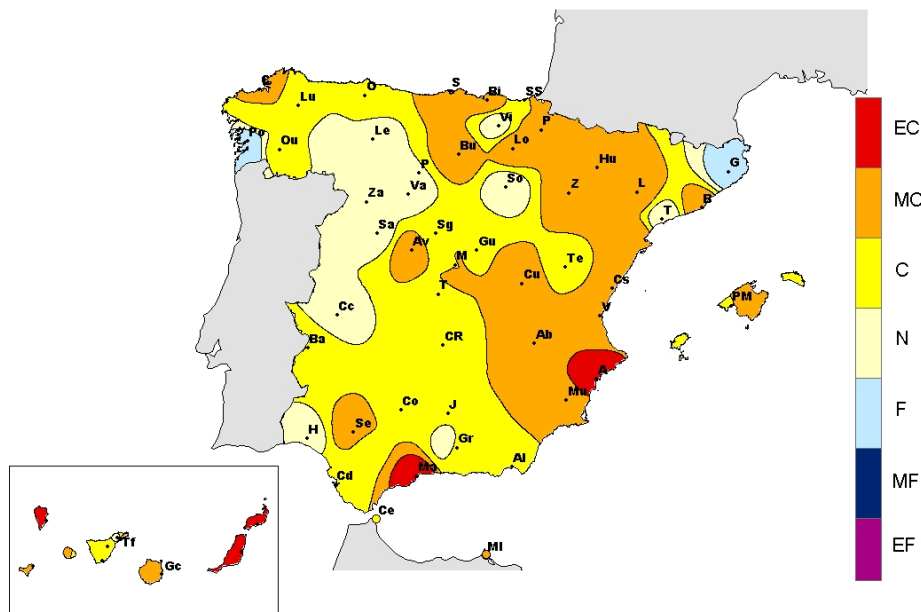 C
Lu
O
S
Bi
SS
Po
Ou
Le
Bu
Vi
Lo
P
P
Hu
G
Za
Va
So
Z
L
B
T
Sa
Sg
Av
M
Gu
Te
Cu
T
Cs
PM
Cc
V
Ba
CR
Ab
A
Mu
Co
J
Se
H
Gr
Ma
Al
Cd
Ce
Ml
Tf
Gc
EC
MC
C
N
F
MF
EF